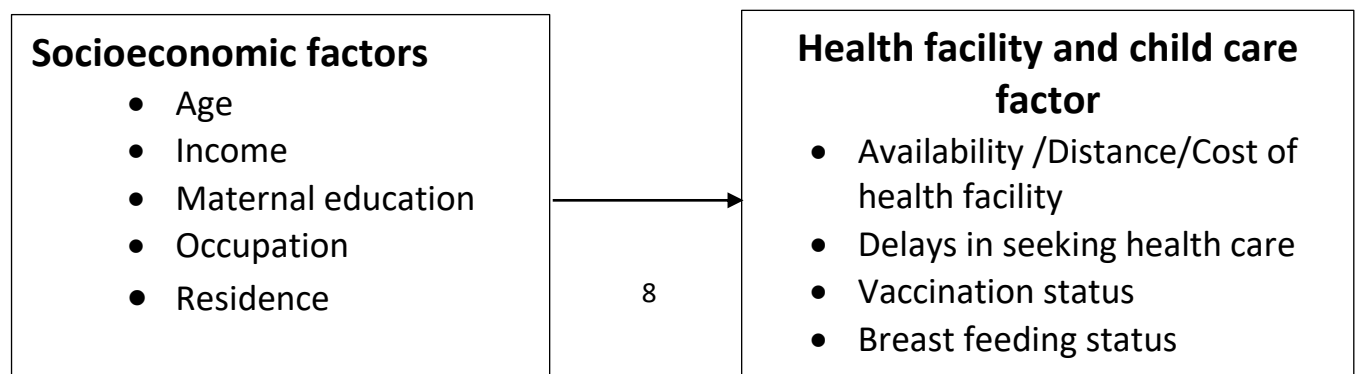 Socioeconomic factors
• Age
• Income
• Maternal education
• Occupation
• Residence
8
Health facility and child care
factor
• Availability /Distance/Cost of
health facility
• Delays in seeking health care
• Vaccination status
• Breast feeding status